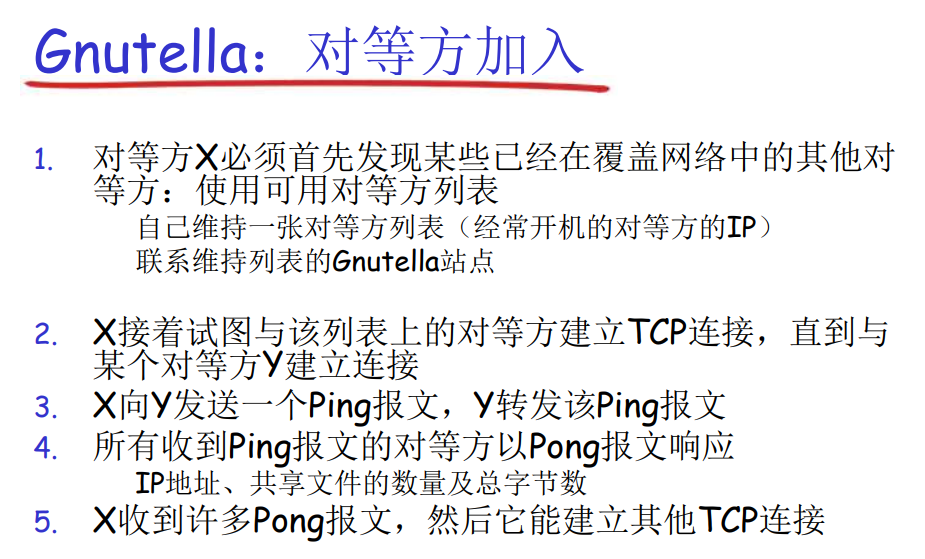 Gnutella：对等方加入
1. 对等方X必须首先发现某些已经在覆盖网络中的其他对
等方：使用可用对等方列表
自己维持一张对等方列表（经常开机的对等方的IP）
联系维持列表的Gnutella站点
2. X接着试图与该列表上的对等方建立TCP连接，直到与
某个对等方Y建立连接
3. X向Y发送一个Ping报文，Y转发该Ping报文
4. 所有收到Ping报文的对等方以Pong报文响应
IP地址、共享文件的数量及总字节数
5. X收到许多Pong报文，然后它能建立其他TCP连接